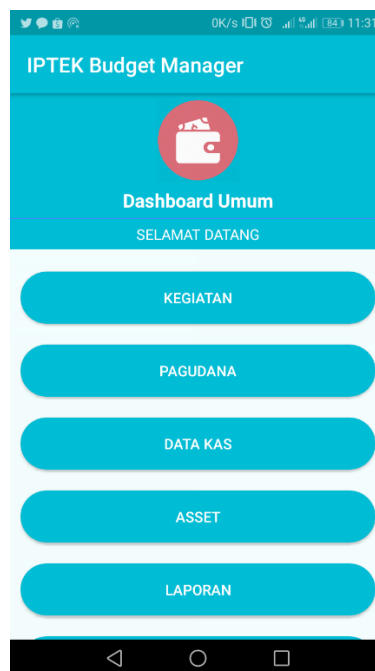 0K/s 84 11:31
IPTEK Budget Manager
Dashboard Umum
SELAMAT DATANG
KEGIATAN
PAGUDANA
DATA KAS
ASSET
LAPORAN